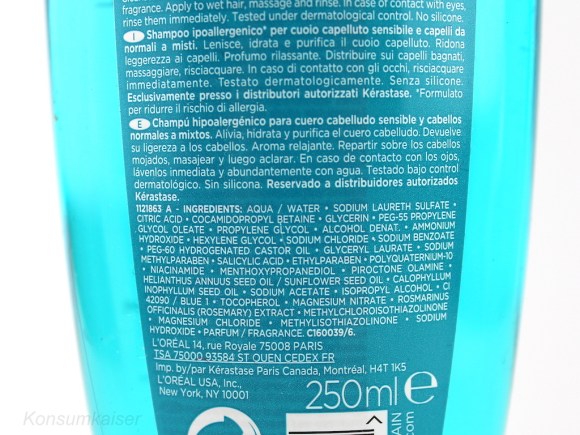 fragrance. Apply to wet hair, massage and rinse. In case of contact with eyes,
rinse them immediately. Tested under dermatological control. No silicone.
I - Shampoo ipoallergenico* per cuoio capelluto sensibile e capelli da
normali a misti. Lenisce, idrata e purifica il cuoio capelluto. Ridona
leggerezza ai capelli. Profumo rilassante. Distribuire sui capelli bagnati,
massaggiare, risciacquare. In caso di contatto con gli occhi, risciacquare
immediatamente. Testato dermatologicamente. Senza silicone.
Esclusivamente presso i distributori autorizzati Kérastase. *Formulato
per ridurre il rischio di allergia.
E - Champú hipoalergénico para cuero cabelludo sensible y cabellos
normales a mixtos. Alivia, hidrata y purifica el cuero cabelludo. Devuelve
su ligereza a los cabellos. Aroma relajante. Repartir sobre los cabellos
mojados, masajear y luego aclarar. En caso de contacto con los ojos,
lávenlos inmediata y abundantemente con agua. Testado bajo control
dermatológico. Sin silicona. Reservado a distribuidores autorizados
Kérastase.
1121863 A - INGREDIENTS: AQUA / WATER • SODIUM LAURETH SULFATE •
CITRIC ACID • COCAMIDOPROPYL BETAINE • GLYCERIN • PEG-55 PROPYLENE
GLYCOL OLEATE • PROPYLENE GLYCOL • ALCOHOL DENAT. • AMMONIUM
HYDROXIDE • HEXYLENE GLYCOL • SODIUM CHLORIDE • SODIUM BENZOATE
• PEG-60 HYDROGENATED CASTOR OIL • GLYCERYL LAURATE • SODIUM
METHYLPARABEN • SALICYLIC ACID • ETHYLPARABEN • POLYQUATERNIUM-10
• NIACINAMIDE • MENTHOXYPROPANEDIOL • PIROCTONE OLAMINE •
HELIANTHUS ANNUUS SEED OIL / SUNFLOWER SEED OIL • CALOPHYLLUM
INOPHYLLUM SEED OIL • SODIUM ACETATE • ISOPROPYL ALCOHOL • CI
42090 / BLUE 1 • TOCOPHEROL • MAGNESIUM NITRATE • ROSMARINUS
OFFICINALIS (ROSEMARY) EXTRACT • METHYLCHLOROISOTHIAZOLINONE
• MAGNESIUM CHLORIDE • METHYLISOTHIAZOLINONE • SODIUM
HYDROXIDE • PARFUM / FRAGRANCE. C160039/6.
L'ORÉAL 14, rue Royale 75008 PARIS
TSA 75000 93584 ST OUEN CEDEX FR
Imp. by/par Kérastase Paris Canada, Montréal, H4T 1K5
L'ORÉAL USA, Inc.,
New York, NY 10001
250ml e
Konsumkaiser